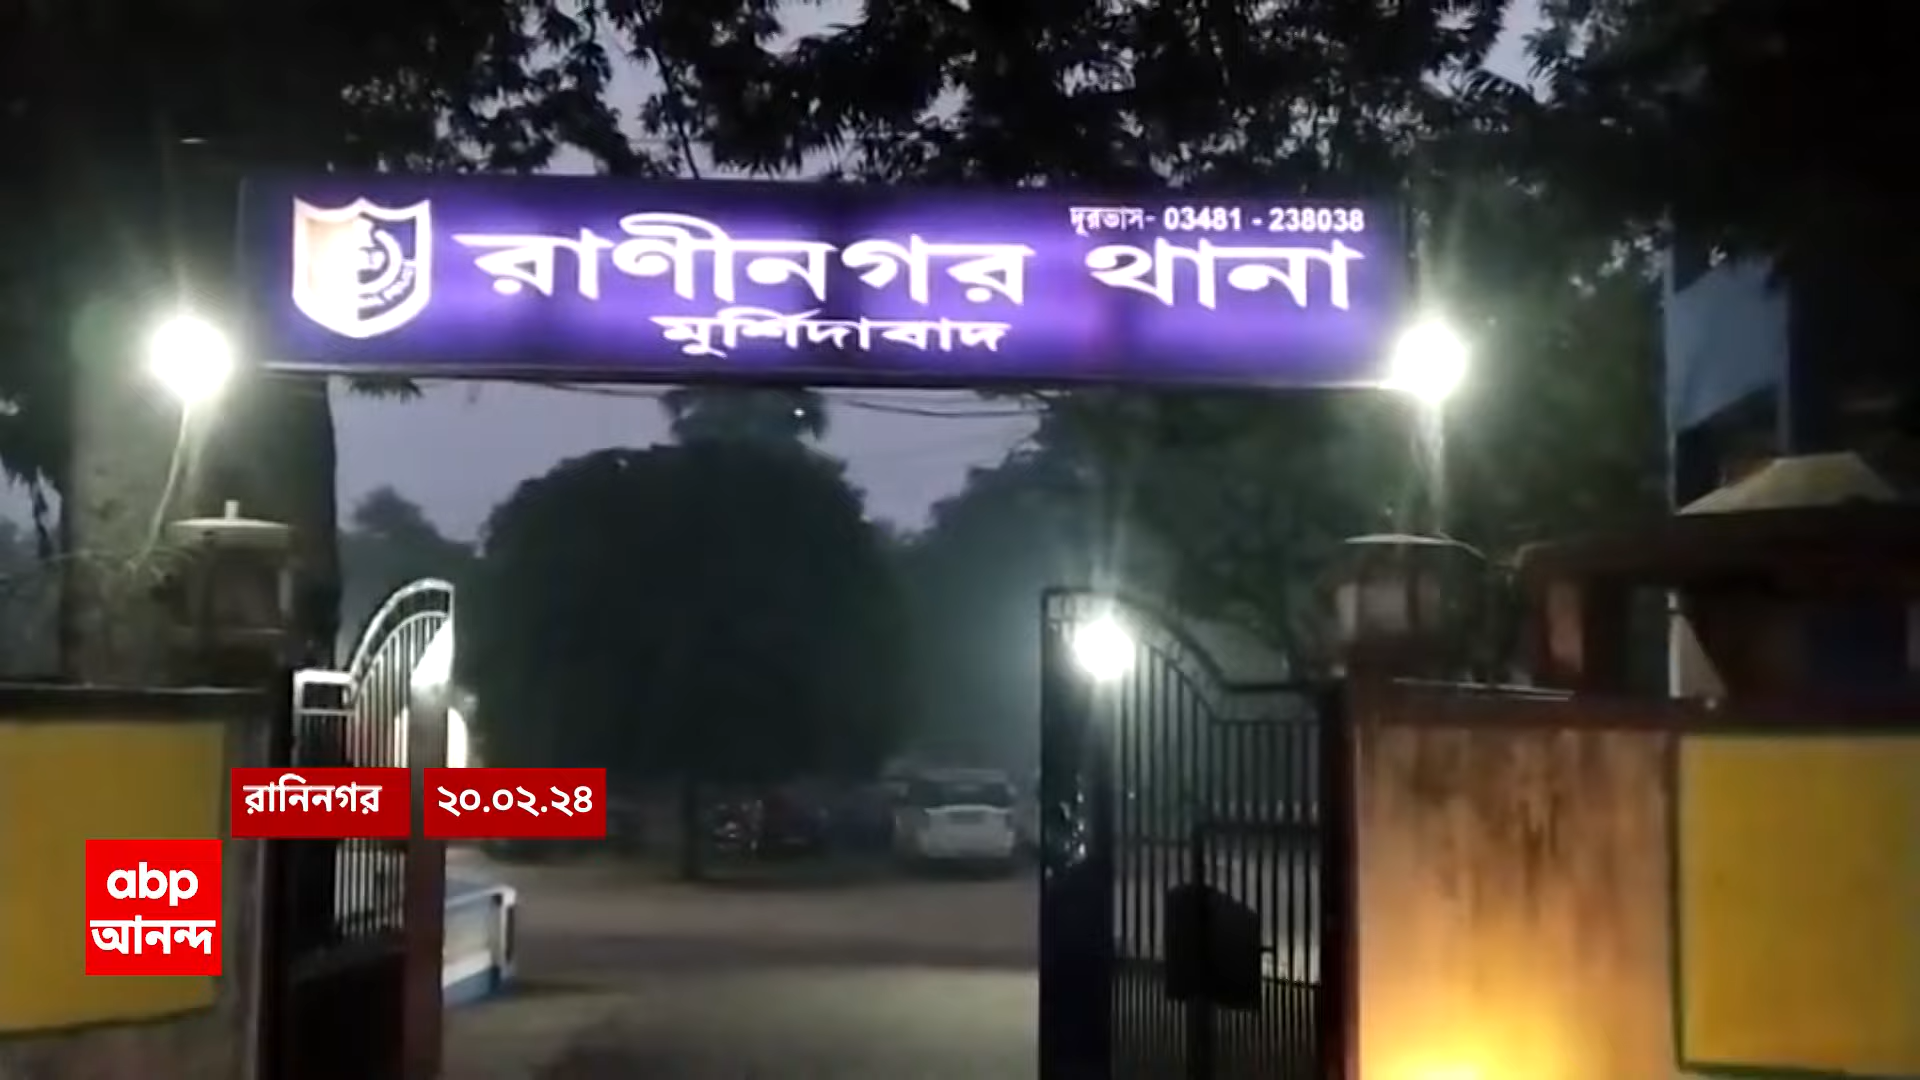 দূরভাস- 03481 - 238038
রাণীনগর থানা
মুর্শিদাবাদ
রানিনগর
২০.০২.২৪
abp
আনন্দ